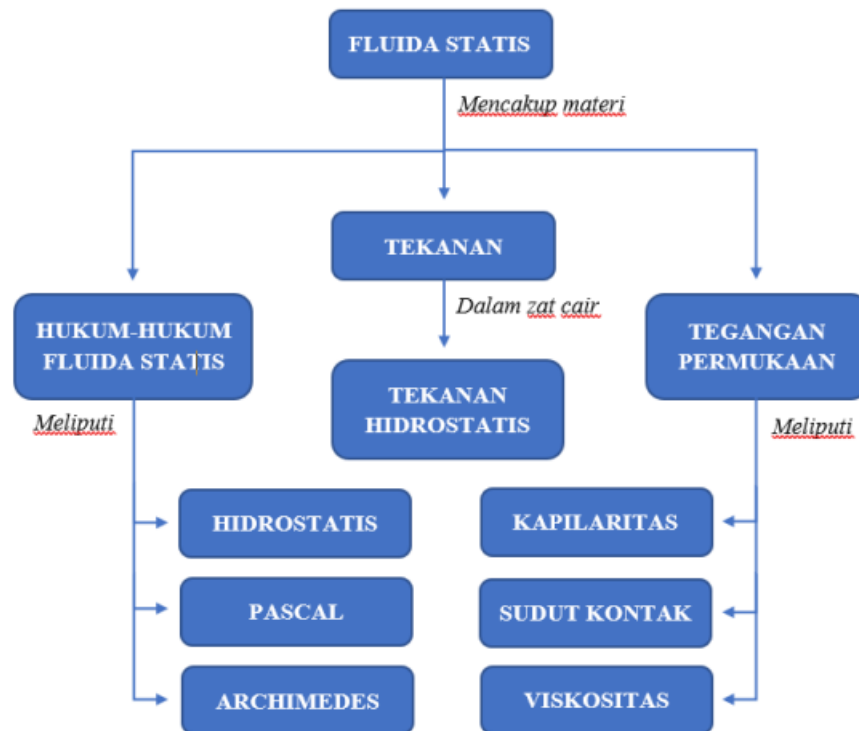 FLUIDA STATIS
Mencakup materi
TEKANAN
Dalam zat cair
HUKUM-HUKUM
FLUIDA STATIS
TEGANGAN
PERMUKAAN
TEKANAN
HIDROSTATIS
Meliputi
Meliputi
HIDROSTATIS
KAPILARITAS
PASCAL
SUDUT KONTAK
ARCHIMEDES
VISKOSITAS